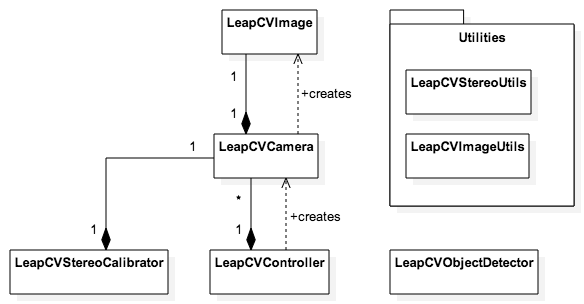 LeapCVImage
Utilities
LeapCVStereoUtils
1
+creates
1
LeapCVCamera
LeapCVImageUtils
1
*
+creates
1
1
LeapCVStereoCalibrator
LeapCVController
LeapCVObjectDetector